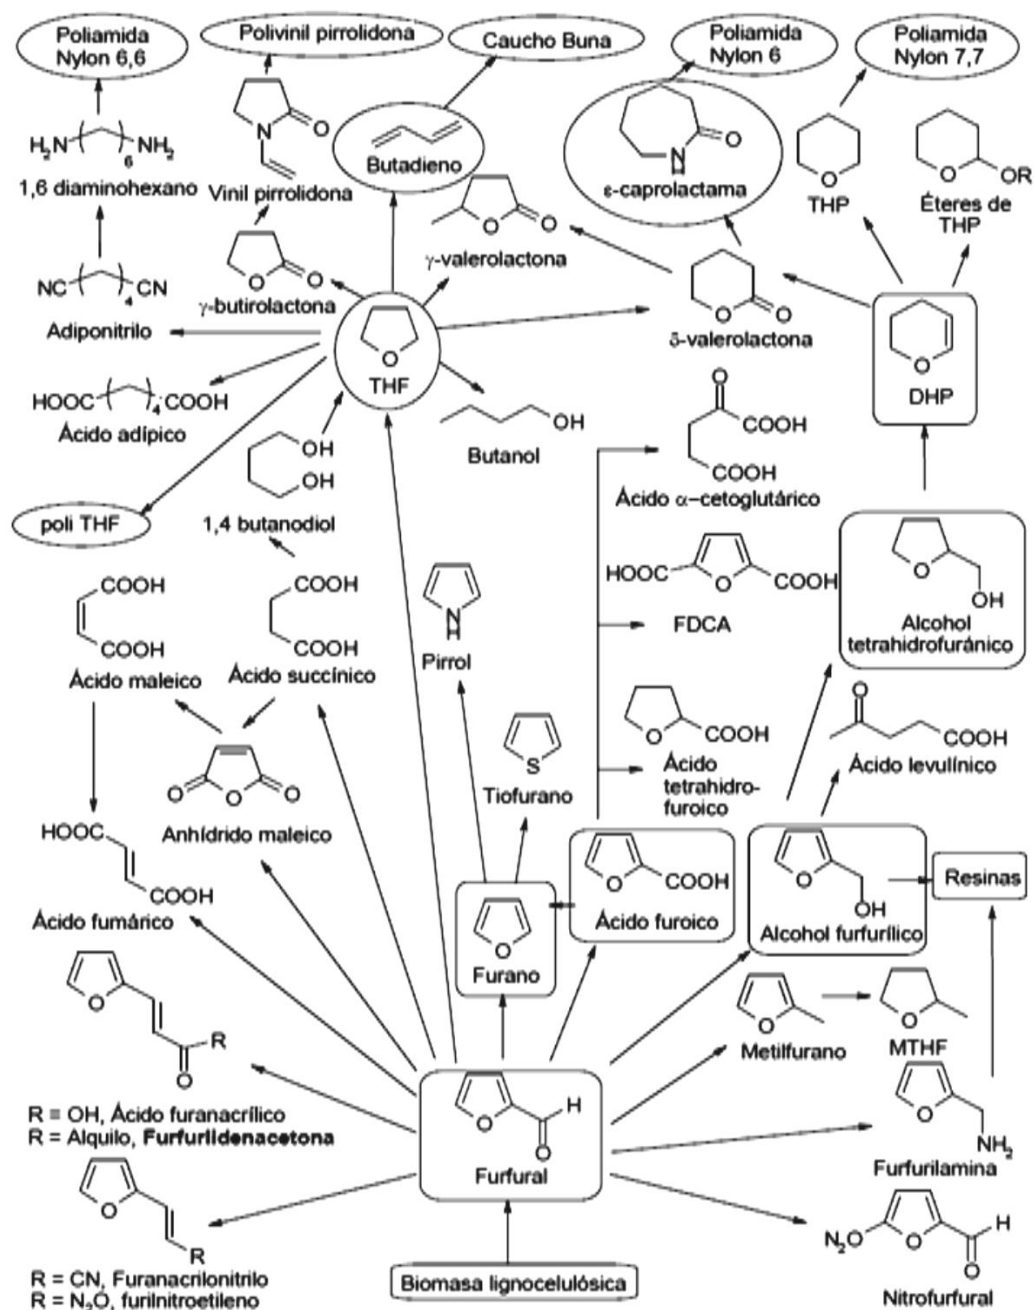 Poliamida
Nylon 6,6
Polivinil pirrolidona
Caucho Buna
Poliamida
Nylon 6
Poliamida
Nylon 7,7
H₂N
6
NH₂
1,6 diaminohexano
N
O
Vinil pirrolidona
Butadieno
O
N
H
ε-caprolactama
O
THP
O
OR
Éteres de
THP
NC
4
CN
Adiponitrilo
O
O
γ-butirolactona
O
O
γ-valerolactona
O
O
δ-valerolactona
O
DHP
O
THF
HOOC
4
COOH
Ácido adípico
OH
Butanol
O
COOH
COOH
Ácido α-cetoglutárico
OH
OH
1,4 butanodiol
poli THF
O
OH
Alcohol
tetrahidrofuránico
HOOC
O
COOH
FDCA
COOH
COOH
Ácido maleico
COOH
COOH
Ácido succínico
N
H
Pirrol
O
COOH
Ácido
tetrahidro-
furoico
O
COOH
Ácido levulínico
S
Tiofurano
O
O
O
Anhídrido maleico
HOOC
COOH
Ácido fumárico
O
Furano
O
COOH
Ácido furoico
O
OH
Alcohol furfurílico
Resinas
O
R
O
R = OH, Ácido furanacrílico
R = Alquilo, Furfurlidenacetona
O
Metilfurano
O
MTHF
O
H
O
Furfural
O
NH₂
Furfurilamina
O
R
R = CN, Furanacrilonitrilo
R = N₂O, furilnitroetileno
N₂O
O
H
O
Nitrofurfural
Biomasa lignocelulósica